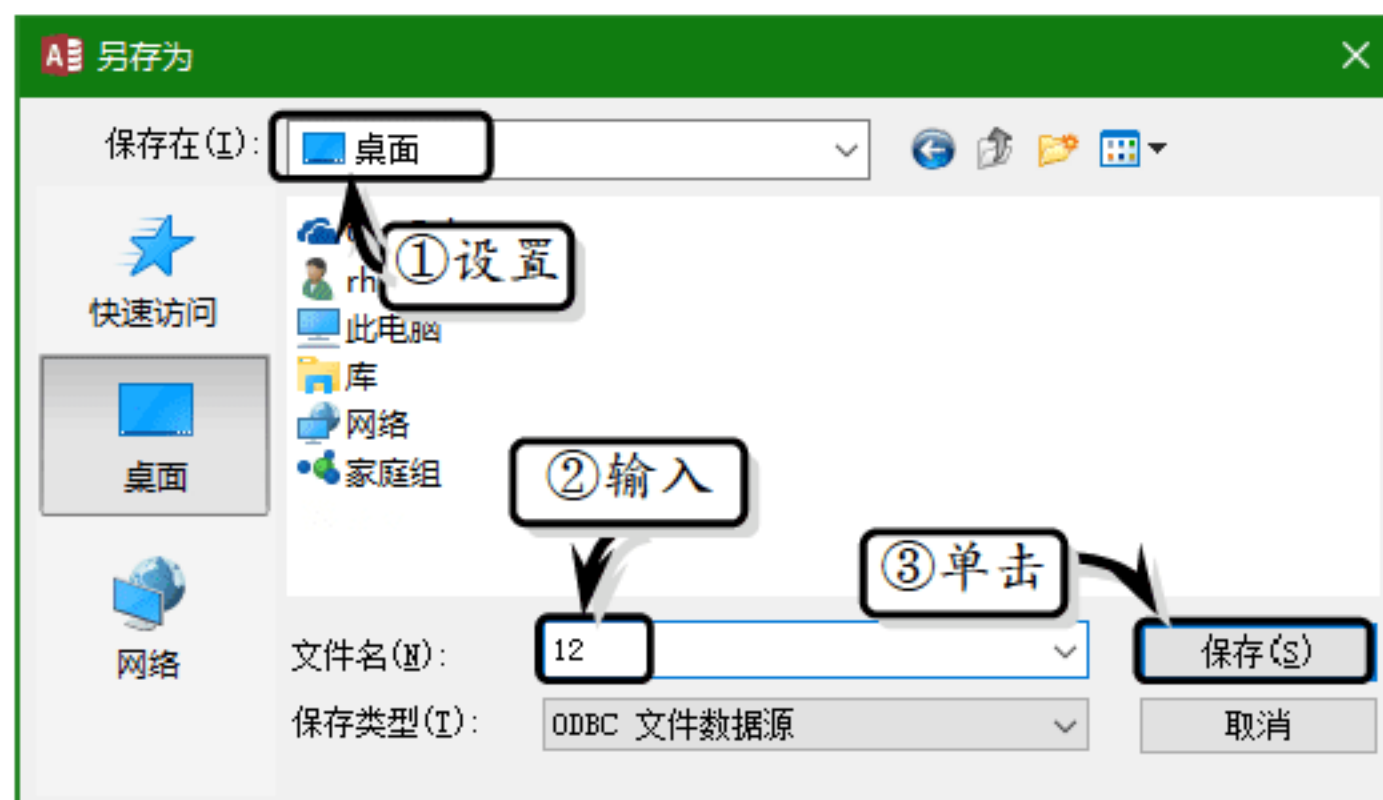 另存为
保存在(I):
桌面
①设置
快速访问
rh
此电脑
库
网络
家庭组
桌面
②输入
③单击
网络
文件名(N):
12
保存(S)
保存类型(T):
ODBC 文件数据源
取消